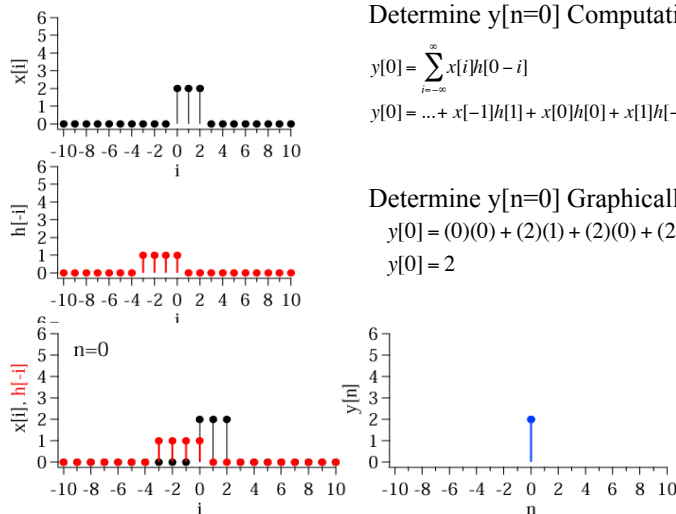 Determine y[n=0] Computati
y[0] = ∑ x[i]h[0 − i]
∞
i=−∞
y[0] = ...+ x[−1]h[1] + x[0]h[0] + x[1]h[−
x[i]
6
5
4
3
2
1
0
-10 -8 -6 -4 -2 0 2 4 6 8 10
i
Determine y[n=0] Graphicall
y[0] = (0)(0) + (2)(1) + (2)(0) + (2
y[0] = 2
h[-i]
6
5
4
3
2
1
0
-10 -8 -6 -4 -2 0 2 4 6 8 10
i
n=0
x[i], h[-i]
6
5
4
3
2
1
0
-10 -8 -6 -4 -2 0 2 4 6 8 10
i
y[n]
6
5
4
3
2
1
0
-10 -8 -6 -4 -2 0 2 4 6 8 10
n